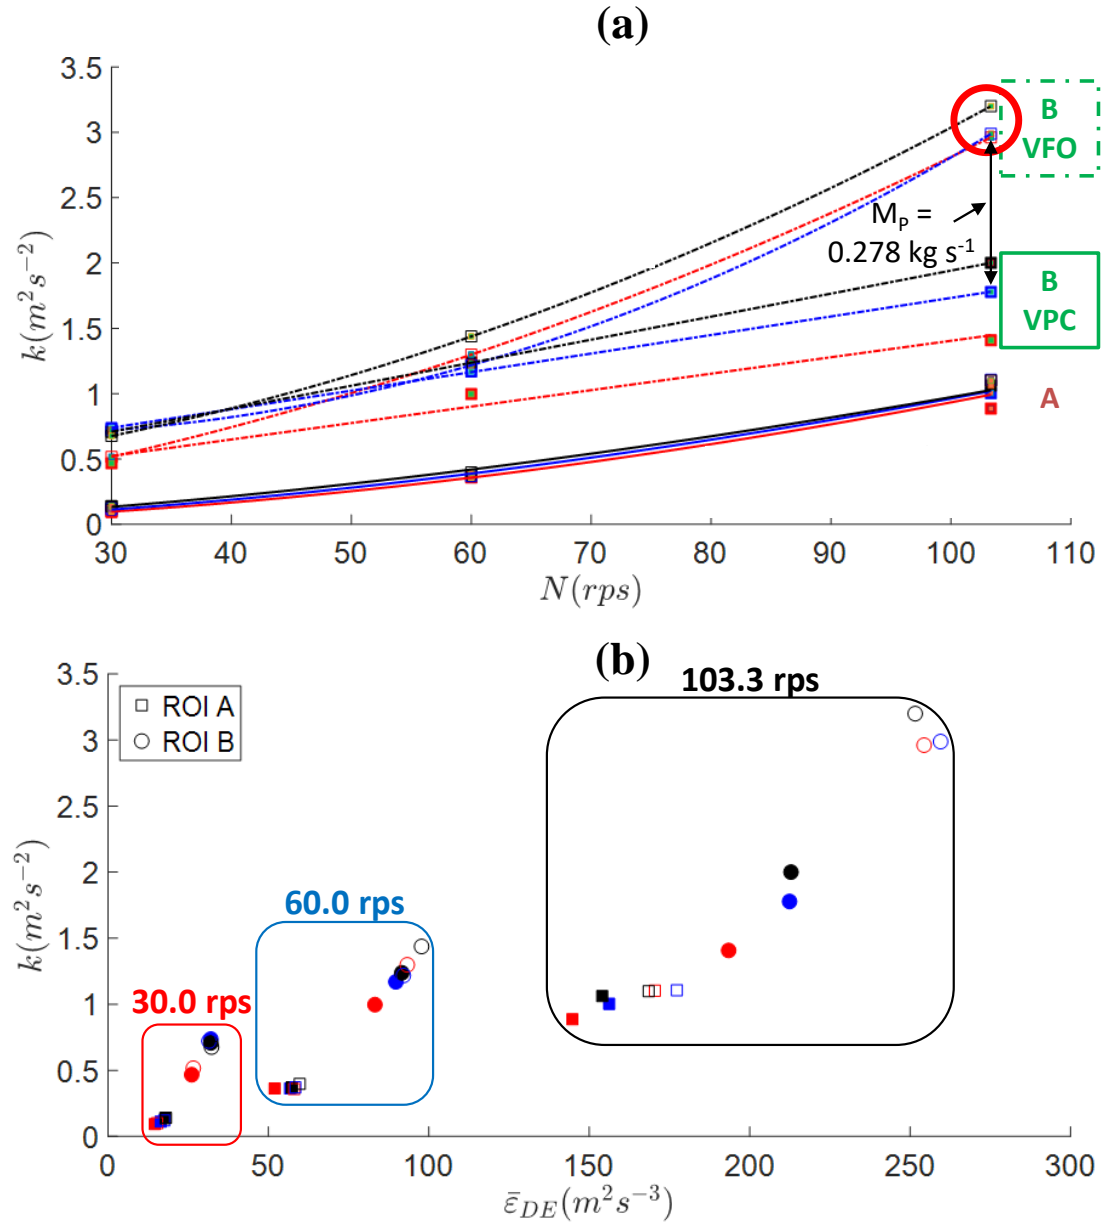 (a)
3.5
3
2.5
2
1.5
1
0.5
0
k(m²s⁻²)
B
VFO
M_P =
0.278 kg s⁻¹
B
VPC
A
30 40 50 60 70 80 90 100 110
N(rps)
(b)
3.5
3
2.5
2
1.5
1
0.5
0
k(m²s⁻²)
ROI A
ROI B
103.3 rps
60.0 rps
30.0 rps
0 50 100 150 200 250 300
ε̄_DE(m²s⁻³)